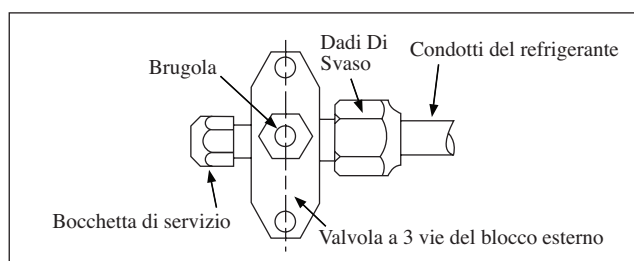 Dadi Di
Svaso
Condotti del refrigerante
Brugola
Bocchetta di servizio
Valvola a 3 vie del blocco esterno